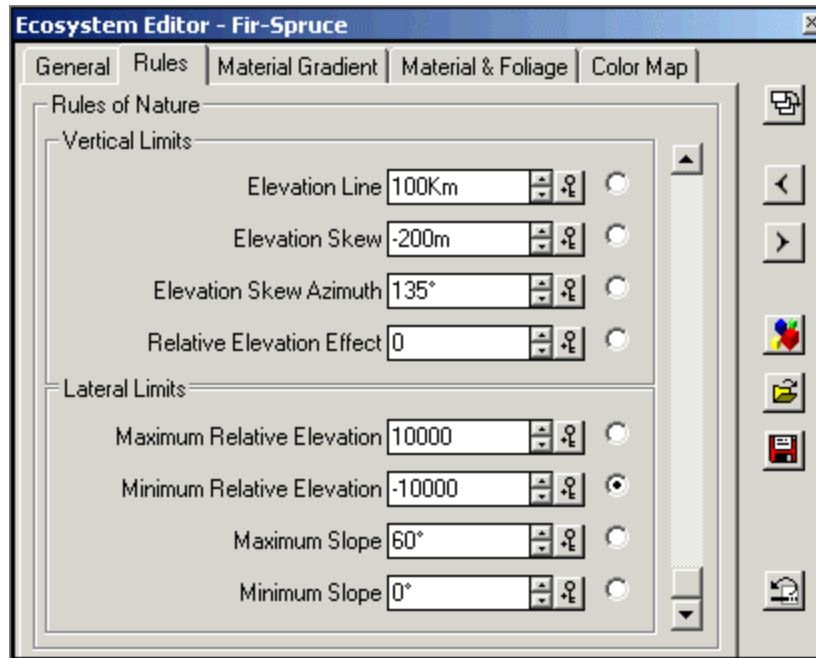 Ecosystem Editor - Fir-Spruce
General Rules Material Gradient Material & Foliage Color Map
Rules of Nature
Vertical Limits
Elevation Line 100Km
Elevation Skew -200m
Elevation Skew Azimuth 135°
Relative Elevation Effect 0
Lateral Limits
Maximum Relative Elevation 10000
Minimum Relative Elevation -10000
Maximum Slope 60°
Minimum Slope 0°